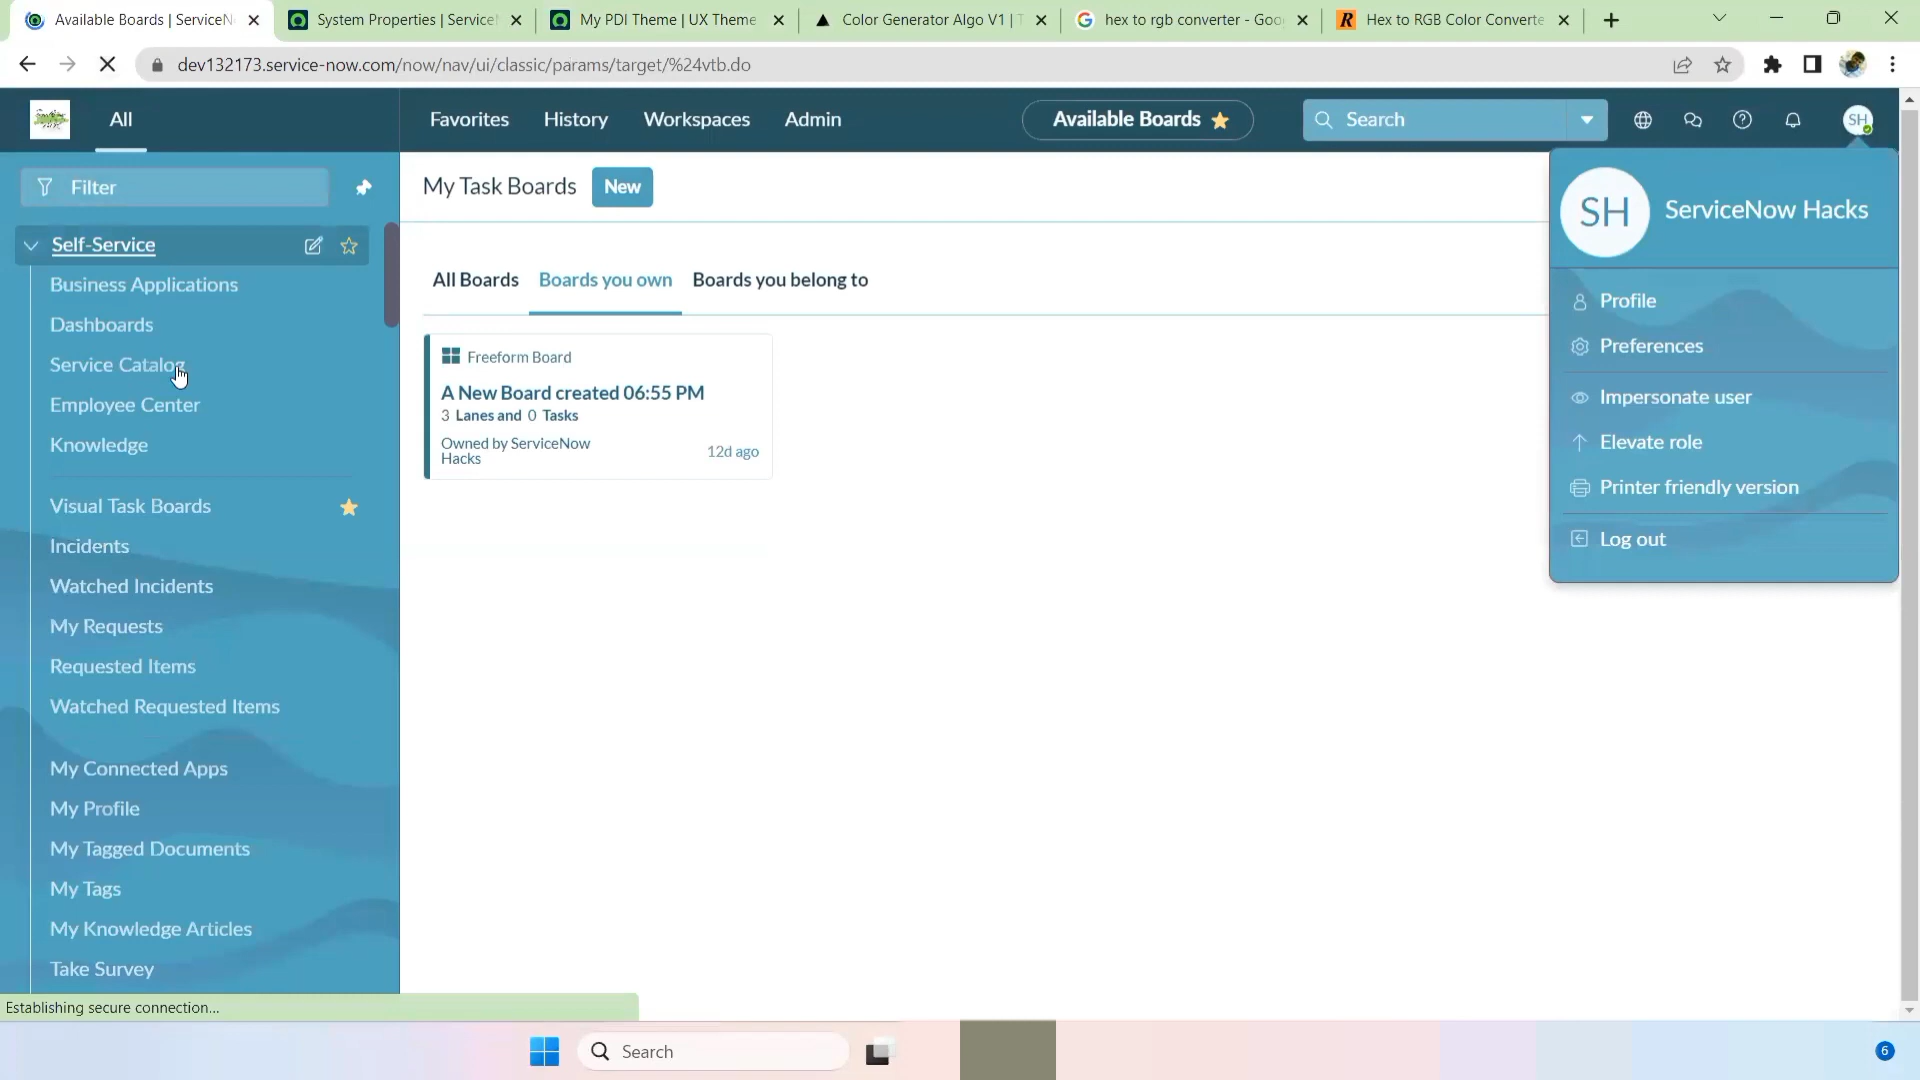 Available Boards | ServiceN
System Properties | Service
My PDI Theme | UX Theme
Color Generator Algo V1 | T
hex to rgb converter - Goo
Hex to RGB Color Converte
dev132173.service-now.com/now/nav/ui/classic/params/target/%24vtb.do
All
Favorites
History
Workspaces
Admin
Available Boards
Search
SH
Filter
Self-Service
Business Applications
Dashboards
Service Catalog
Employee Center
Knowledge
Visual Task Boards
Incidents
Watched Incidents
My Requests
Requested Items
Watched Requested Items
My Connected Apps
My Profile
My Tagged Documents
My Tags
My Knowledge Articles
Take Survey
My Task Boards
New
All Boards
Boards you own
Boards you belong to
Freeform Board
A New Board created 06:55 PM
3 Lanes and 0 Tasks
Owned by ServiceNow
Hacks
12d ago
SH
ServiceNow Hacks
Profile
Preferences
Impersonate user
Elevate role
Printer friendly version
Log out
Establishing secure connection...
Search
6